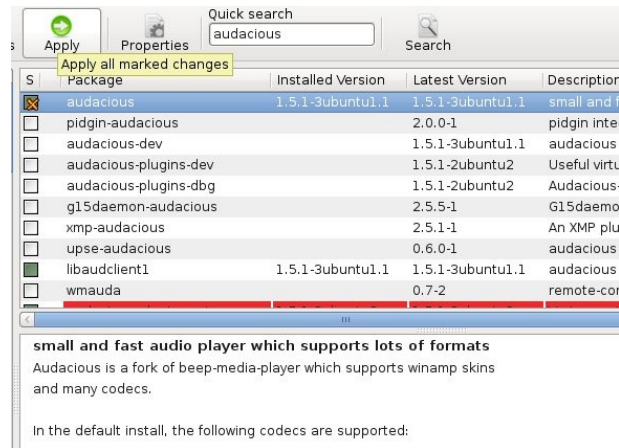 Quick search
audacious
s
Apply
Properties
Search
Apply all marked changes
S Package Installed Version Latest Version Description
audacious 1.5.1-3ubuntu1.1 1.5.1-3ubuntu1.1 small and f
pidgin-audacious 2.0.0-1 pidgin inte
audacious-dev 1.5.1-3ubuntu1.1 audacious
audacious-plugins-dev 1.5.1-2ubuntu2 Useful virtu
audacious-plugins-dbg 1.5.1-2ubuntu2 Audacious-
g15daemon-audacious 2.5.5-1 G15daemo
xmp-audacious 2.5.1-1 An XMP plu
upse-audacious 0.6.0-1 audacious
libaudclient1 1.5.1-3ubuntu1.1 1.5.1-3ubuntu1.1 audacious
wmauda 0.7-2 remote-cor
small and fast audio player which supports lots of formats
Audacious is a fork of beep-media-player which supports winamp skins
and many codecs.
In the default install, the following codecs are supported: